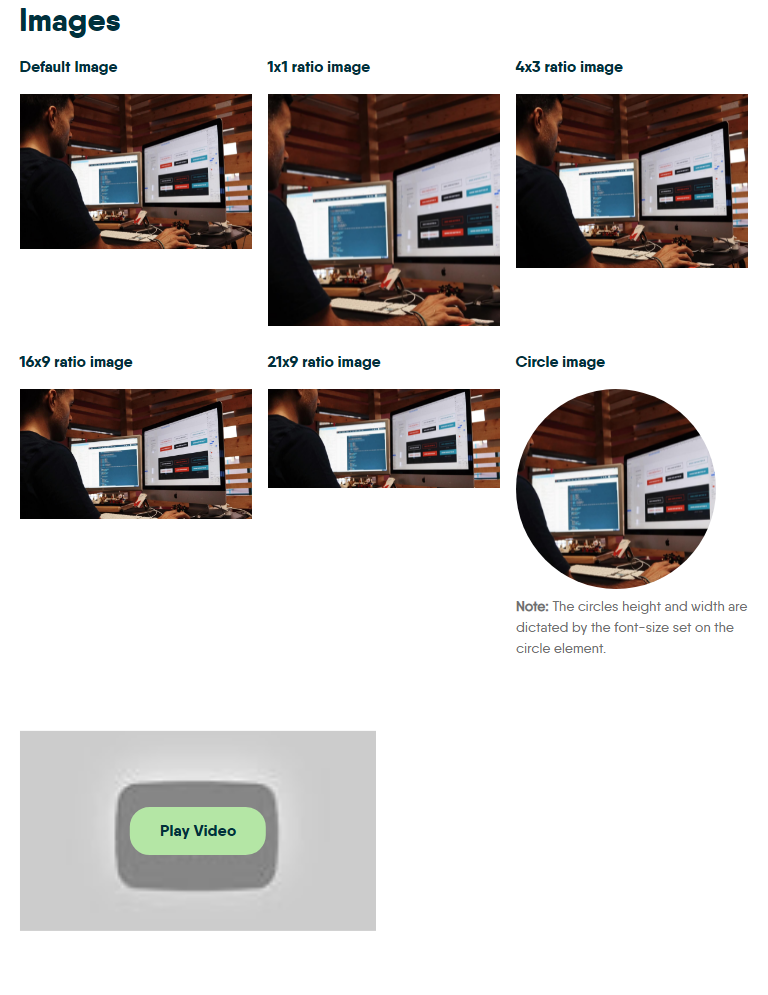 Images
Default Image
1x1 ratio image
4x3 ratio image
16x9 ratio image
21x9 ratio image
Circle image
Note: The circles height and width are
dictated by the font-size set on the
circle element.
Play Video